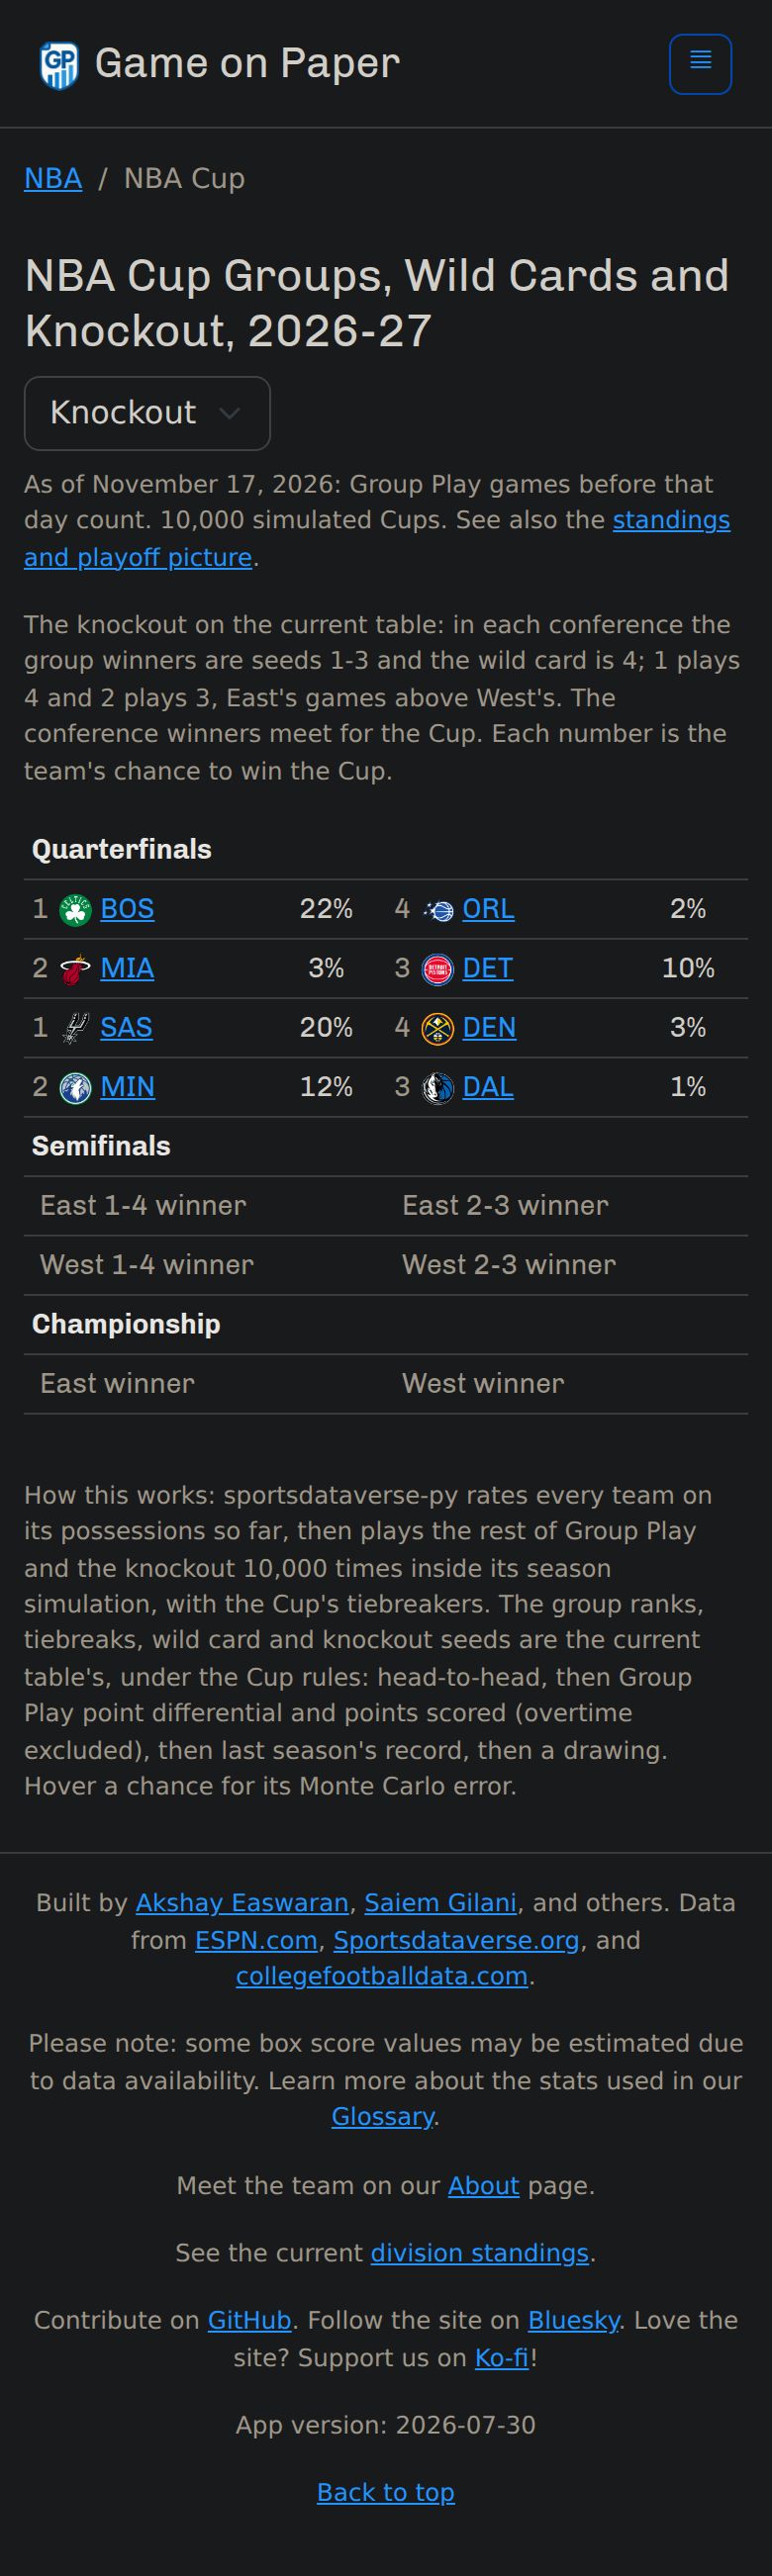 GP Game on Paper
NBA / NBA Cup
NBA Cup Groups, Wild Cards and
Knockout, 2026-27
Knockout
As of November 17, 2026: Group Play games before that
day count. 10,000 simulated Cups. See also the standings
and playoff picture.
The knockout on the current table: in each conference the
group winners are seeds 1-3 and the wild card is 4; 1 plays
4 and 2 plays 3, East's games above West's. The
conference winners meet for the Cup. Each number is the
team's chance to win the Cup.
Quarterfinals
1 BOS 22% 4 ORL 2%
2 MIA 3% 3 DET 10%
1 SAS 20% 4 DEN 3%
2 MIN 12% 3 DAL 1%
Semifinals
East 1-4 winner East 2-3 winner
West 1-4 winner West 2-3 winner
Championship
East winner West winner
How this works: sportsdataverse-py rates every team on
its possessions so far, then plays the rest of Group Play
and the knockout 10,000 times inside its season
simulation, with the Cup's tiebreakers. The group ranks,
tiebreaks, wild card and knockout seeds are the current
table's, under the Cup rules: head-to-head, then Group
Play point differential and points scored (overtime
excluded), then last season's record, then a drawing.
Hover a chance for its Monte Carlo error.
Built by Akshay Easwaran, Saiem Gilani, and others. Data
from ESPN.com, Sportsdataverse.org, and
collegefootballdata.com.
Please note: some box score values may be estimated due
to data availability. Learn more about the stats used in our
Glossary.
Meet the team on our About page.
See the current division standings.
Contribute on GitHub. Follow the site on Bluesky. Love the
site? Support us on Ko-fi!
App version: 2026-07-30
Back to top